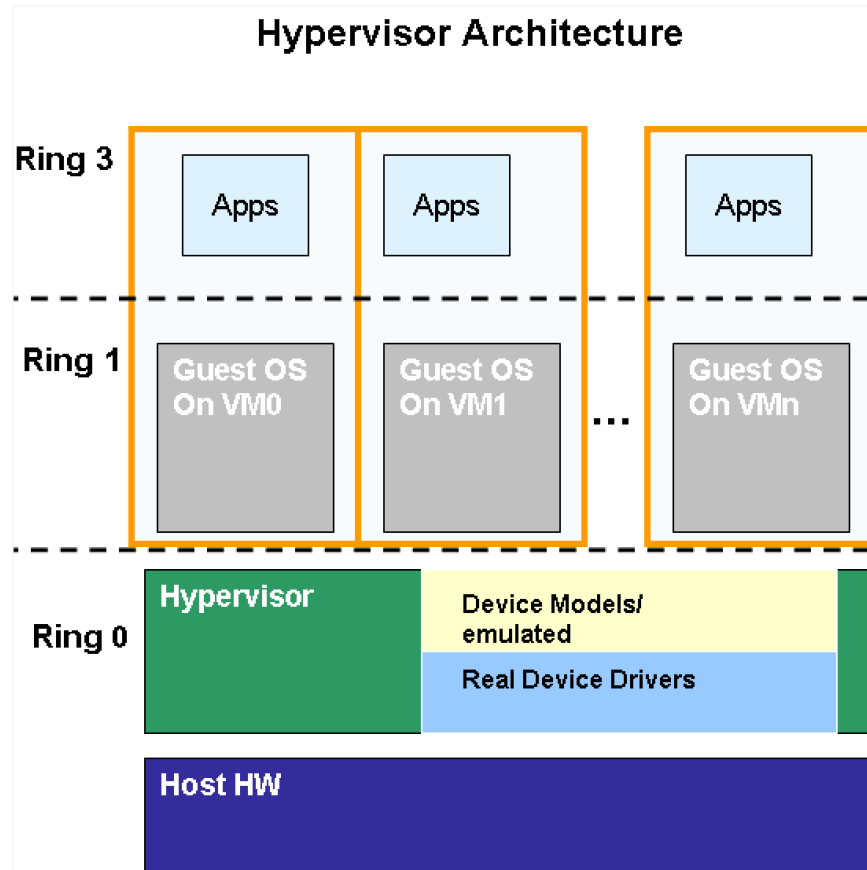 Hypervisor Architecture
Ring 3
Apps
Apps
Apps
Ring 1
Guest OS
On VM0
Guest OS
On VM1
...
Guest OS
On VMn
Ring 0
Hypervisor
Device Models/
emulated
Real Device Drivers
Host HW